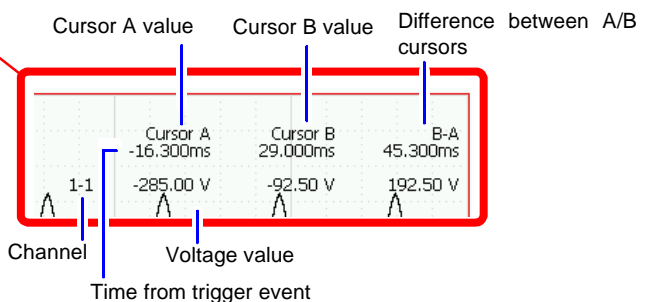 Cursor A value
Cursor B value
Difference between A/B
cursors
Cursor A Cursor B B-A
-16.300ms 29.000ms 45.300ms
1-1 -285.00 V -92.50 V 192.50 V
Channel
Voltage value
Time from trigger event